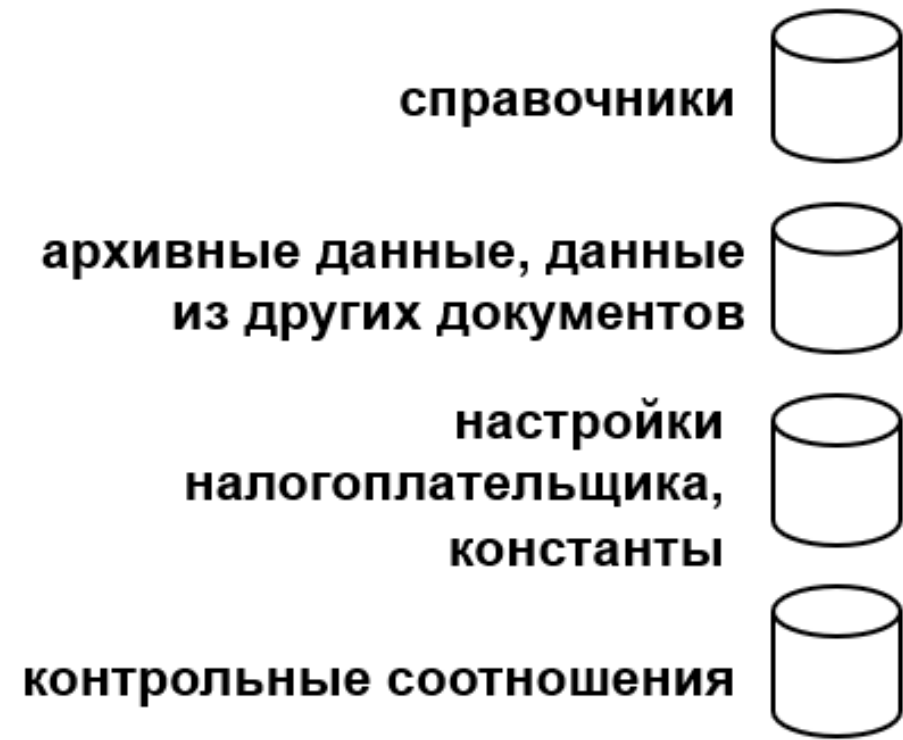 справочники
архивные данные, данные
из других документов
настройки
налогоплательщика,
константы
контрольные соотношения